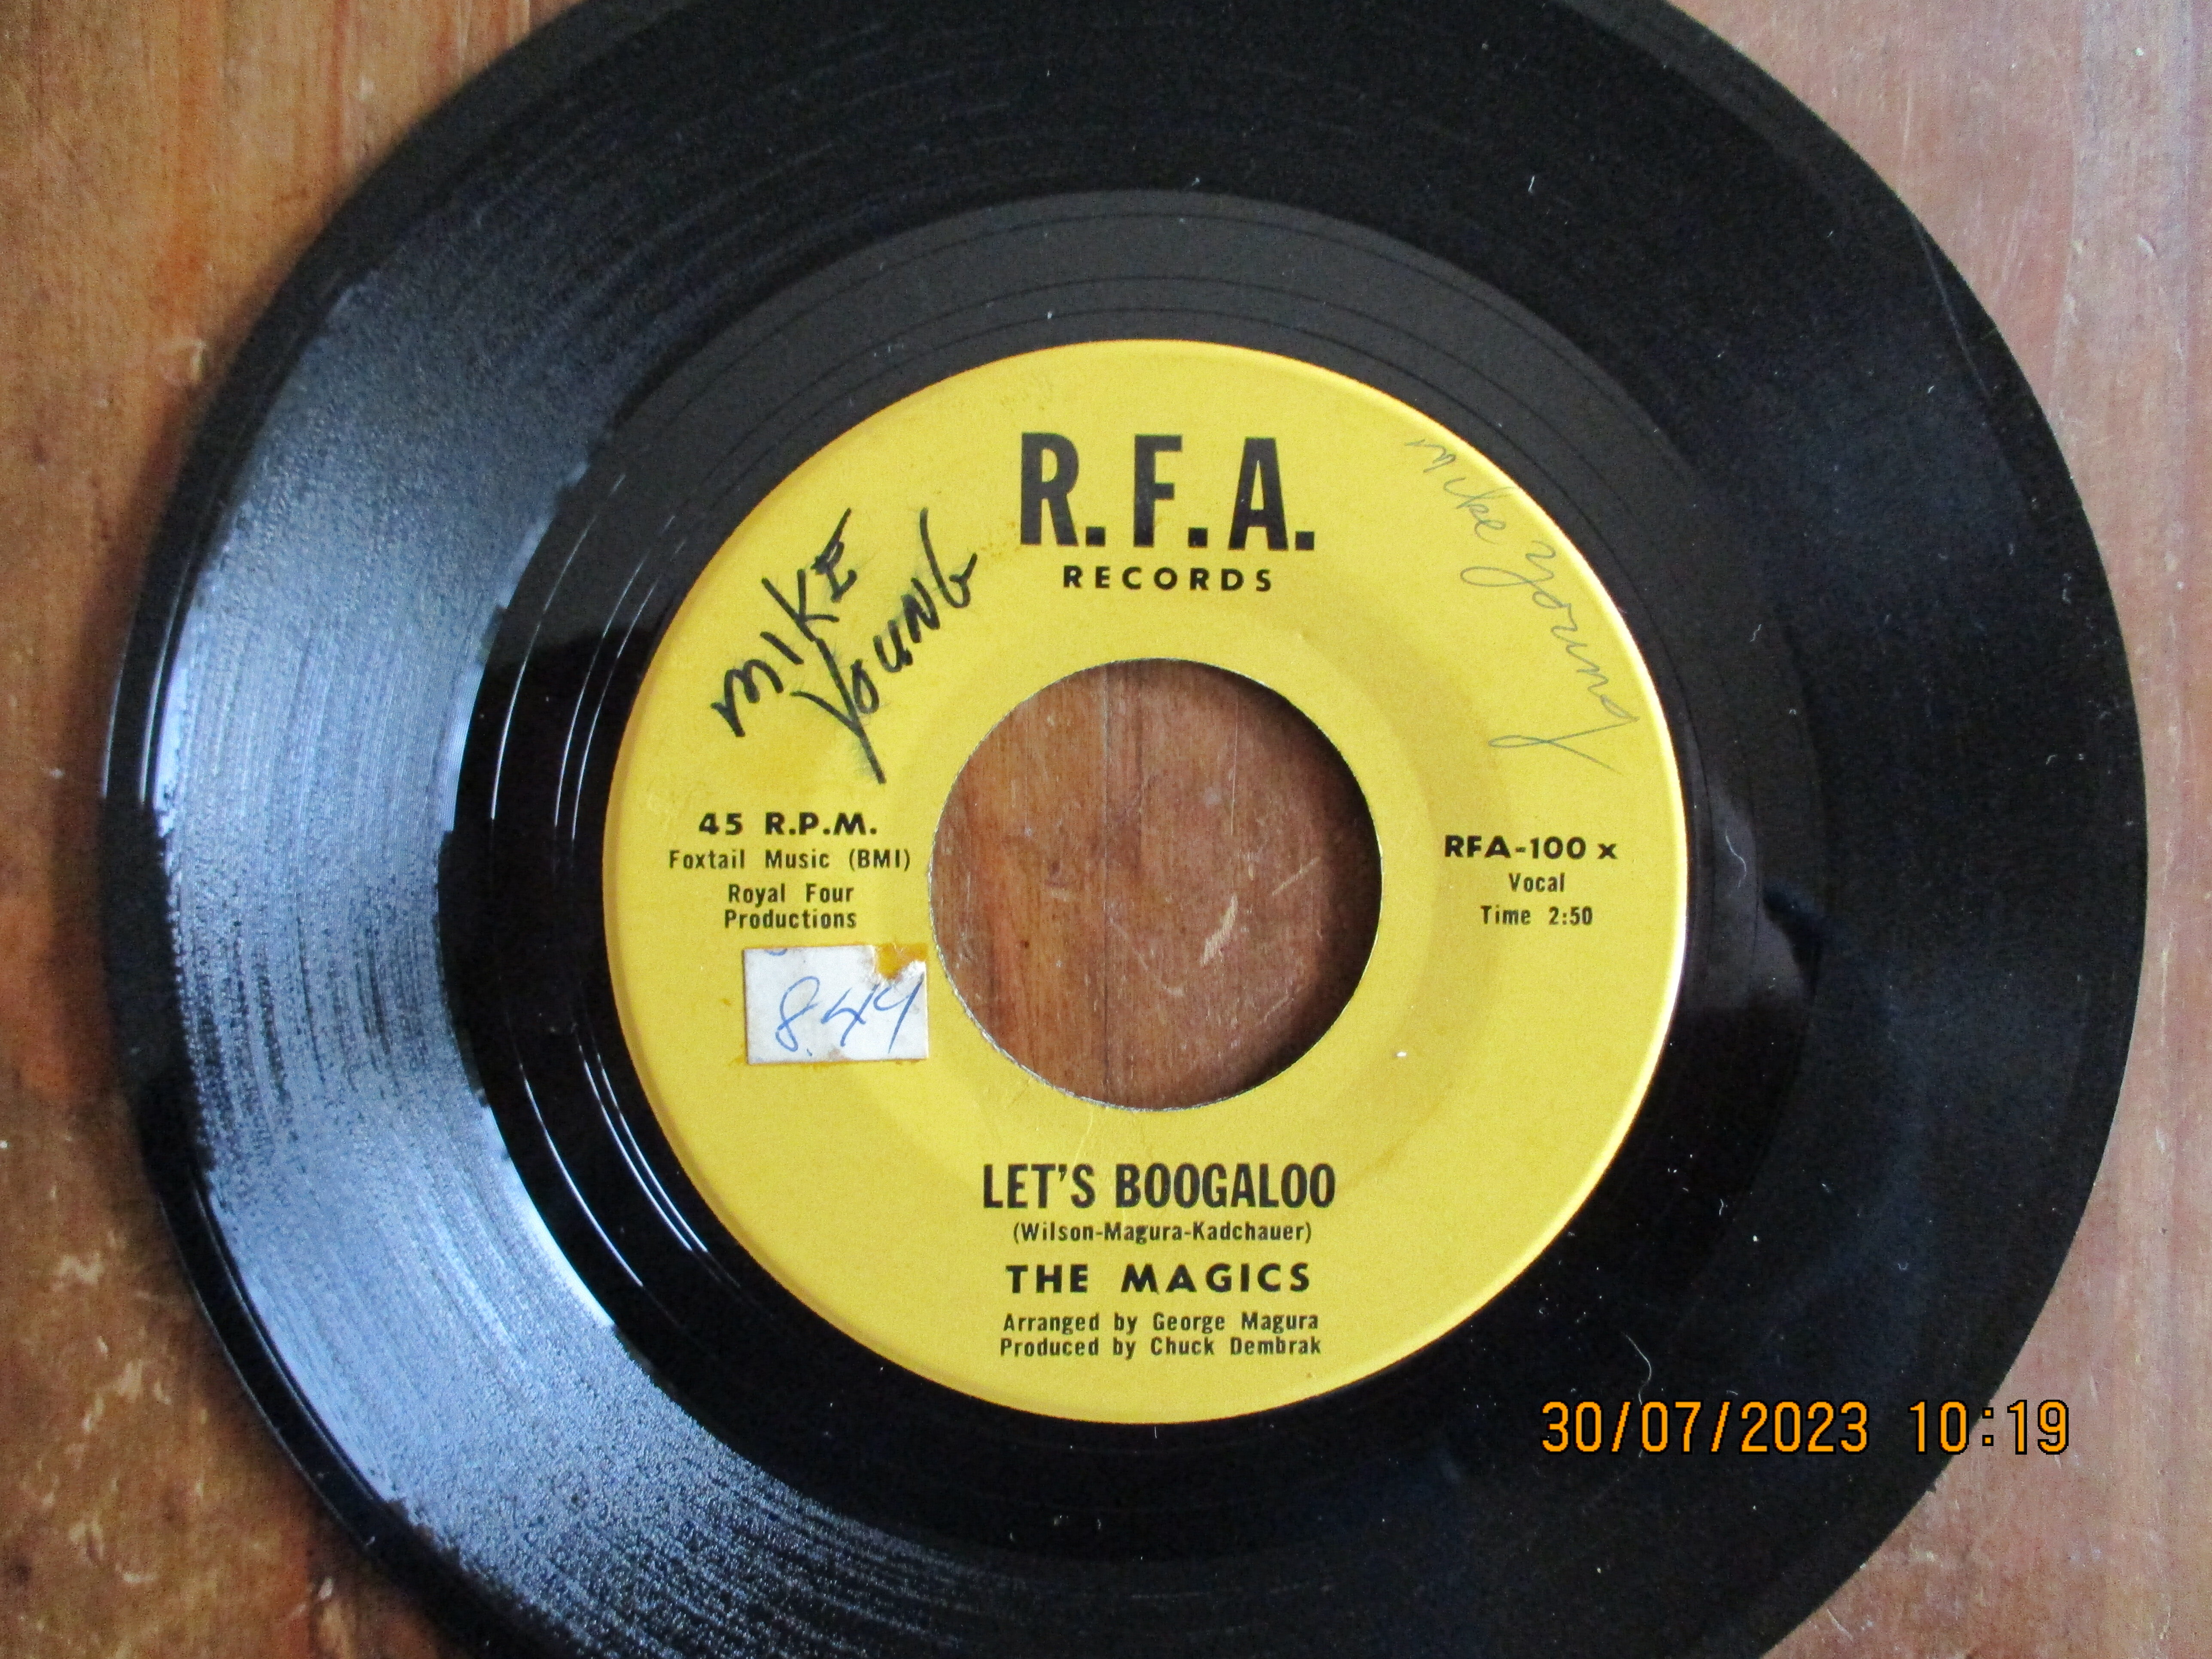 R.F.A.
RECORDS
MIKE
YOUNG
mike young
45 R.P.M.
Foxtail Music (BMI)
Royal Four
Productions
8.44
RFA-100 x
Vocal
Time 2:50
LET'S BOOGALOO
(Wilson-Magura-Kadchauer)
THE MAGICS
Arranged by George Magura
Produced by Chuck Dembrak
30/07/2023 10:19